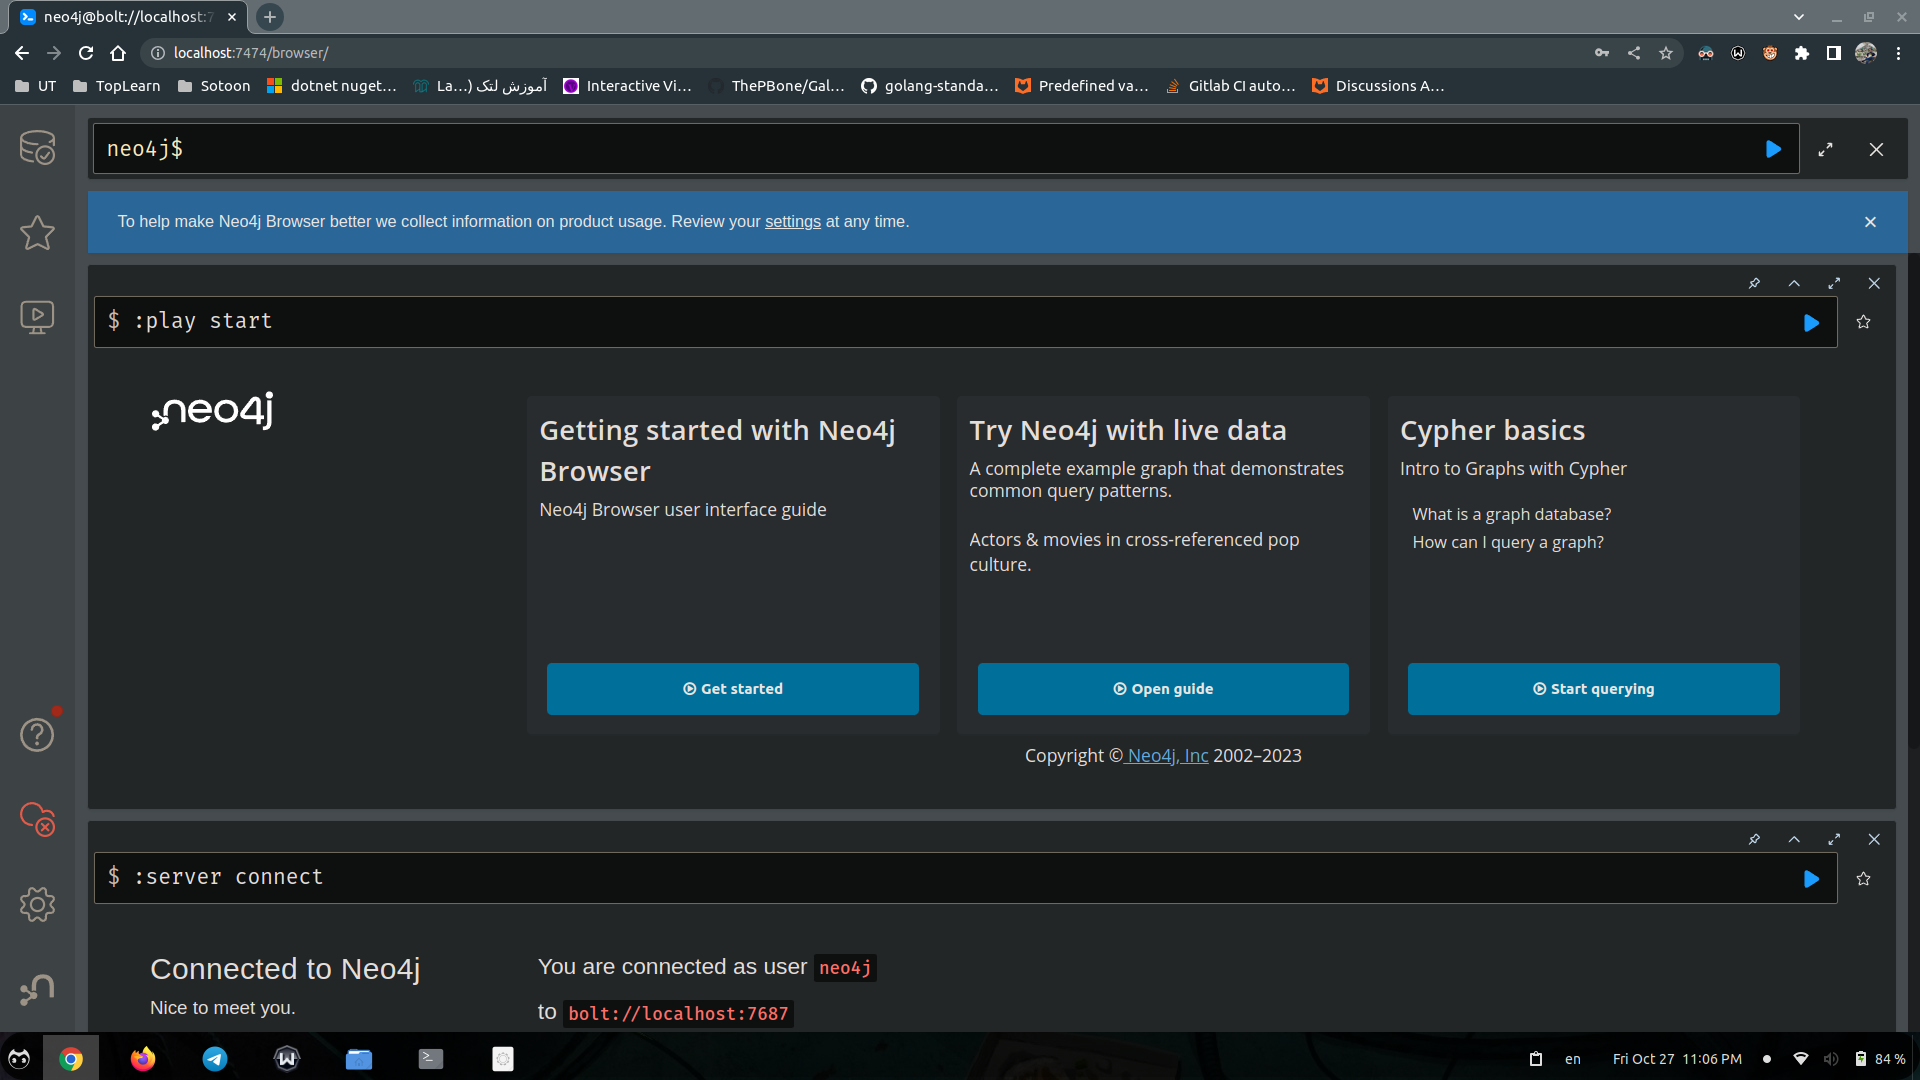 neo4j@bolt://localhost:7
localhost:7474/browser/
UT
TopLearn
Sotoon
dotnet nuget...
آموزش لتک (...La
Interactive Vi...
ThePBone/Gal...
golang-standa...
Predefined va...
Gitlab CI auto...
Discussions A...
neo4j$
To help make Neo4j Browser better we collect information on product usage. Review your settings at any time.
$ :play start
neo4j
Getting started with Neo4j
Browser
Neo4j Browser user interface guide
Get started
Try Neo4j with live data
A complete example graph that demonstrates
common query patterns.
Actors & movies in cross-referenced pop
culture.
Open guide
Cypher basics
Intro to Graphs with Cypher
What is a graph database?
How can I query a graph?
Start querying
Copyright © Neo4j, Inc 2002–2023
$ :server connect
Connected to Neo4j
Nice to meet you.
You are connected as user neo4j
to bolt://localhost:7687
en
Fri Oct 27 11:06 PM
84 %